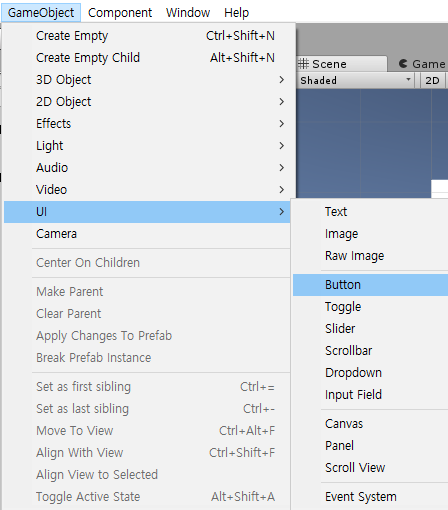 GameObject Component Window Help
Create Empty Ctrl+Shift+N
Create Empty Child Alt+Shift+N
3D Object
2D Object
Effects
Light
Audio
Video
UI
Camera
Center On Children
Make Parent
Clear Parent
Apply Changes To Prefab
Break Prefab Instance
Set as first sibling Ctrl+=
Set as last sibling Ctrl+-
Move To View Ctrl+Alt+F
Align With View Ctrl+Shift+F
Align View to Selected
Toggle Active State Alt+Shift+A
Scene Game
Shaded 2D
Text
Image
Raw Image
Button
Toggle
Slider
Scrollbar
Dropdown
Input Field
Canvas
Panel
Scroll View
Event System